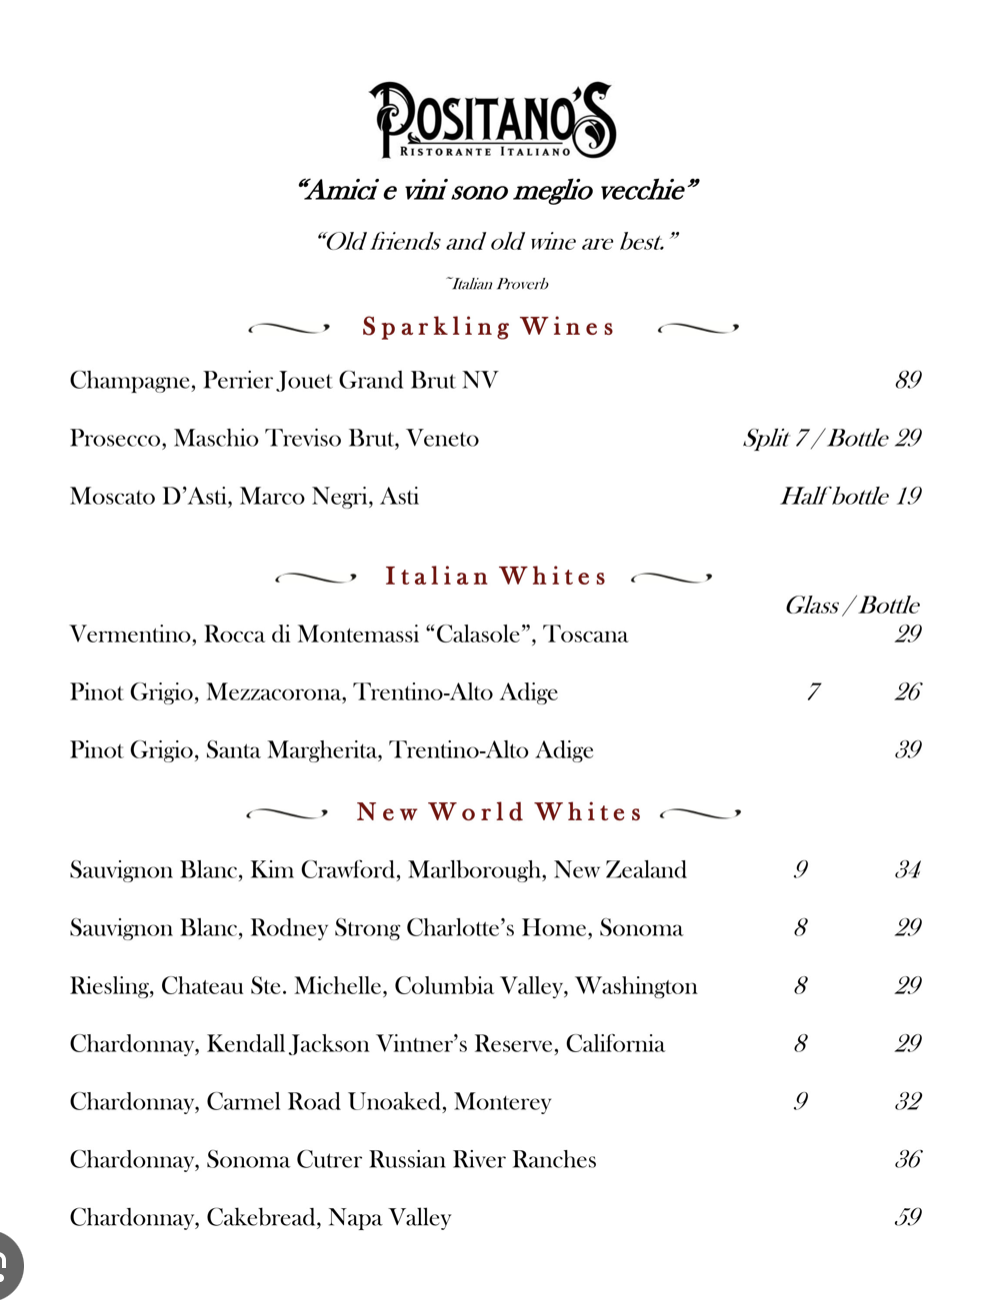 POSITANO'S
RISTORANTE ITALIANO
“Amici e vini sono meglio vecchie”
“Old friends and old wine are best.”
~Italian Proverb
Sparkling Wines
Champagne, Perrier Jouet Grand Brut NV 89
Prosecco, Maschio Treviso Brut, Veneto Split 7 / Bottle 29
Moscato D’Asti, Marco Negri, Asti Half bottle 19
Italian Whites
Glass / Bottle
Vermentino, Rocca di Montemassi “Calasole”, Toscana 29
Pinot Grigio, Mezzacorona, Trentino-Alto Adige 7 26
Pinot Grigio, Santa Margherita, Trentino-Alto Adige 39
New World Whites
Sauvignon Blanc, Kim Crawford, Marlborough, New Zealand 9 34
Sauvignon Blanc, Rodney Strong Charlotte’s Home, Sonoma 8 29
Riesling, Chateau Ste. Michelle, Columbia Valley, Washington 8 29
Chardonnay, Kendall Jackson Vintner’s Reserve, California 8 29
Chardonnay, Carmel Road Unoaked, Monterey 9 32
Chardonnay, Sonoma Cutrer Russian River Ranches 36
Chardonnay, Cakebread, Napa Valley 59